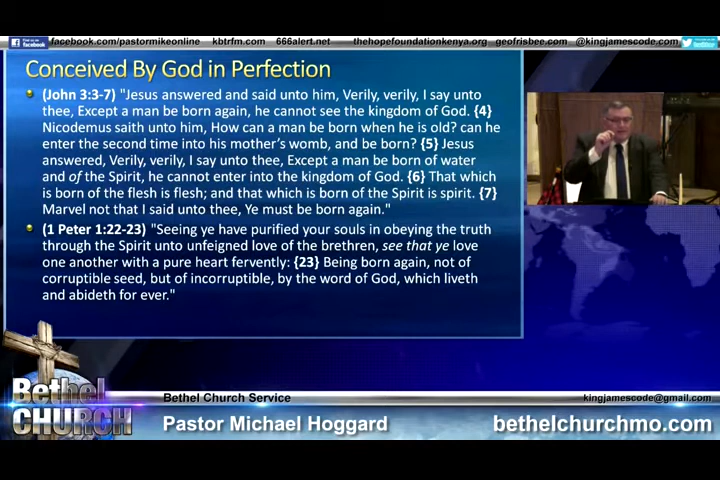 Find us on facebook
facebook.com/pastormikeonline kbtrfm.com 666alert.net thehopefoundationkenya.org geofrisbee.com @kingjamescode.com
Conceived By God in Perfection
(John 3:3-7) "Jesus answered and said unto him, Verily, verily, I say unto
thee, Except a man be born again, he cannot see the kingdom of God. {4}
Nicodemus saith unto him, How can a man be born when he is old? can he
enter the second time into his mother's womb, and be born? {5} Jesus
answered, Verily, verily, I say unto thee, Except a man be born of water
and of the Spirit, he cannot enter into the kingdom of God. {6} That which
is born of the flesh is flesh; and that which is born of the Spirit is spirit. {7}
Marvel not that I said unto thee, Ye must be born again."
(1 Peter 1:22-23) "Seeing ye have purified your souls in obeying the truth
through the Spirit unto unfeigned love of the brethren, see that ye love
one another with a pure heart fervently: {23} Being born again, not of
corruptible seed, but of incorruptible, by the word of God, which liveth
and abideth for ever."
Bethel
CHURCH
Bethel Church Service
kingjamescode@gmail.com
Pastor Michael Hoggard
bethelchurchmo.com